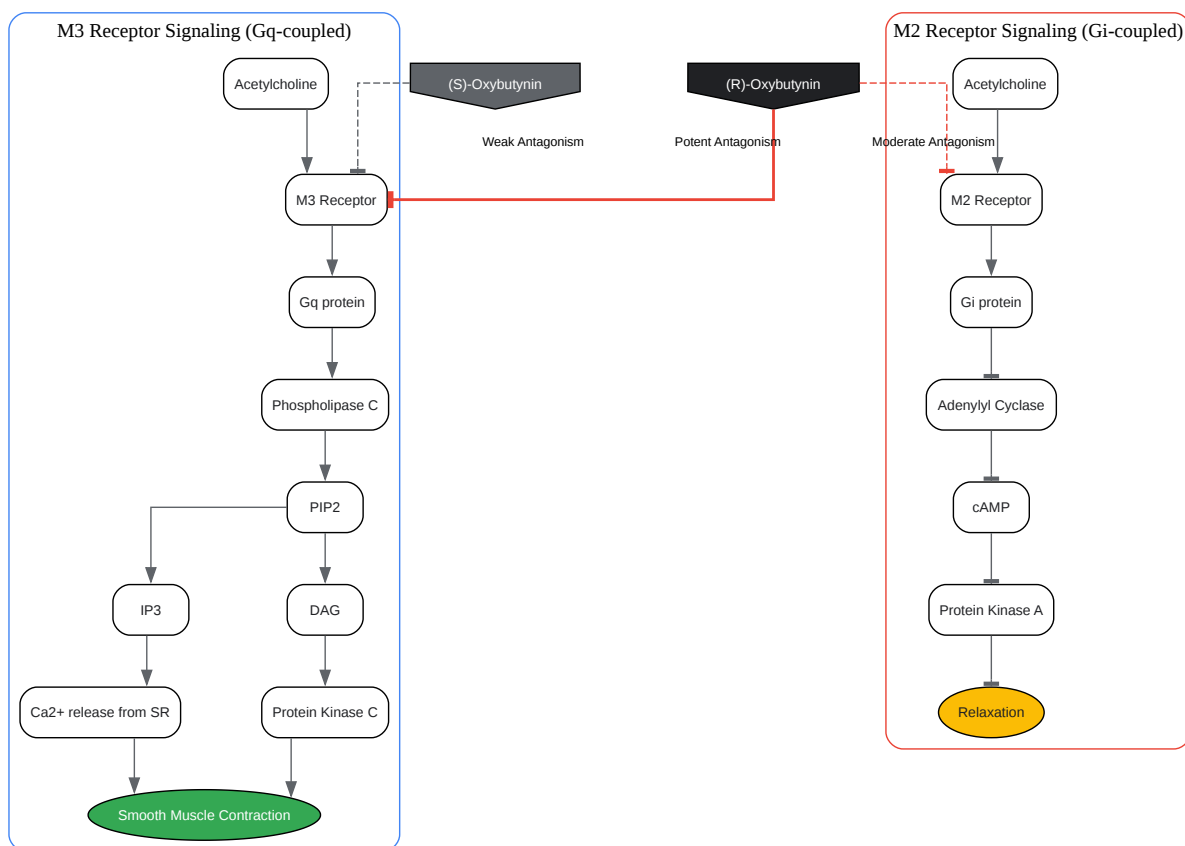 M3 Receptor Signaling (Gq-coupled)
M2 Receptor Signaling (Gi-coupled)
Acetylcholine
(S)-Oxybutynin
(R)-Oxybutynin
Acetylcholine
Weak Antagonism
Potent Antagonism
Moderate Antagonism
M3 Receptor
M2 Receptor
Gq protein
Gi protein
Phospholipase C
Adenylyl Cyclase
PIP2
cAMP
IP3
DAG
Protein Kinase A
Ca2+ release from SR
Protein Kinase C
Relaxation
Smooth Muscle Contraction